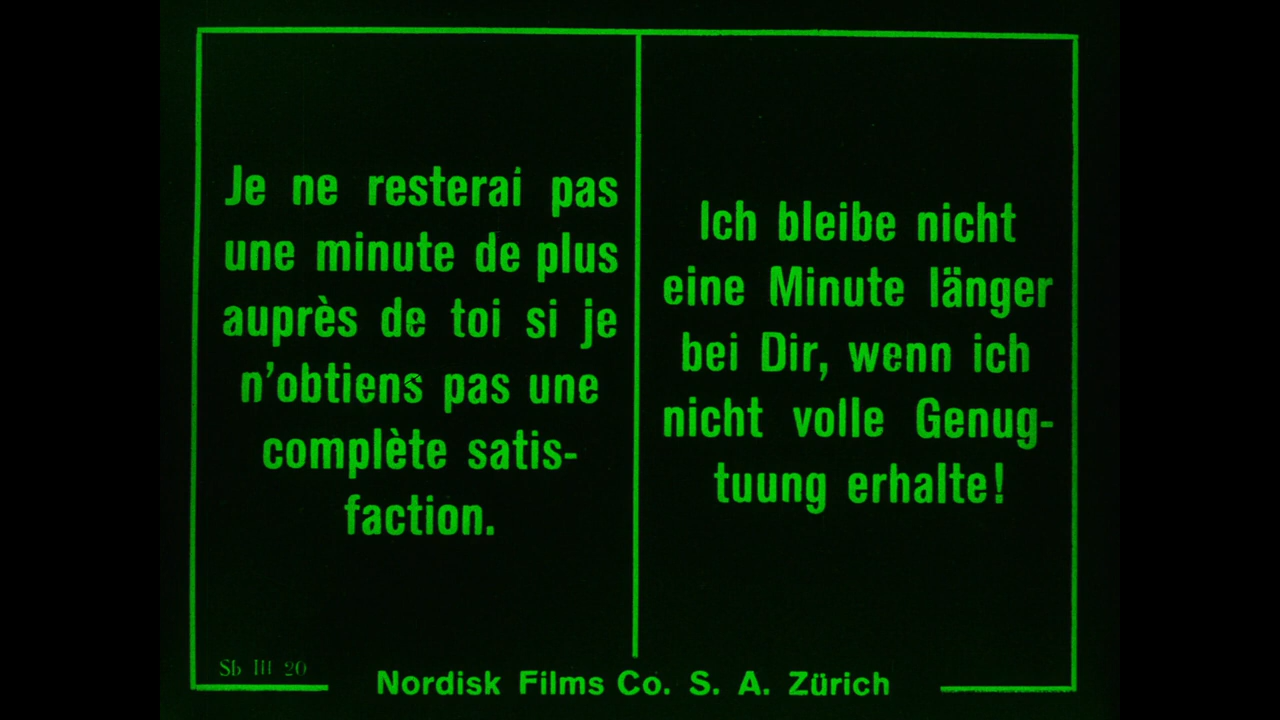 Je ne resterai pas
une minute de plus
auprès de toi si je
n'obtiens pas une
complète satis-
faction.
Ich bleibe nicht
eine Minute länger
bei Dir, wenn ich
nicht volle Genug-
tuung erhalte!
Sb III 20
Nordisk Films Co. S. A. Zürich